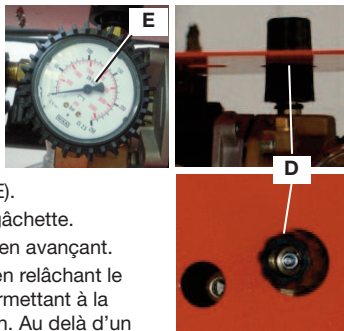 E
D
E).
gâchette.
en avançant.
en relâchant le
rmettant à la
n. Au delà d'un